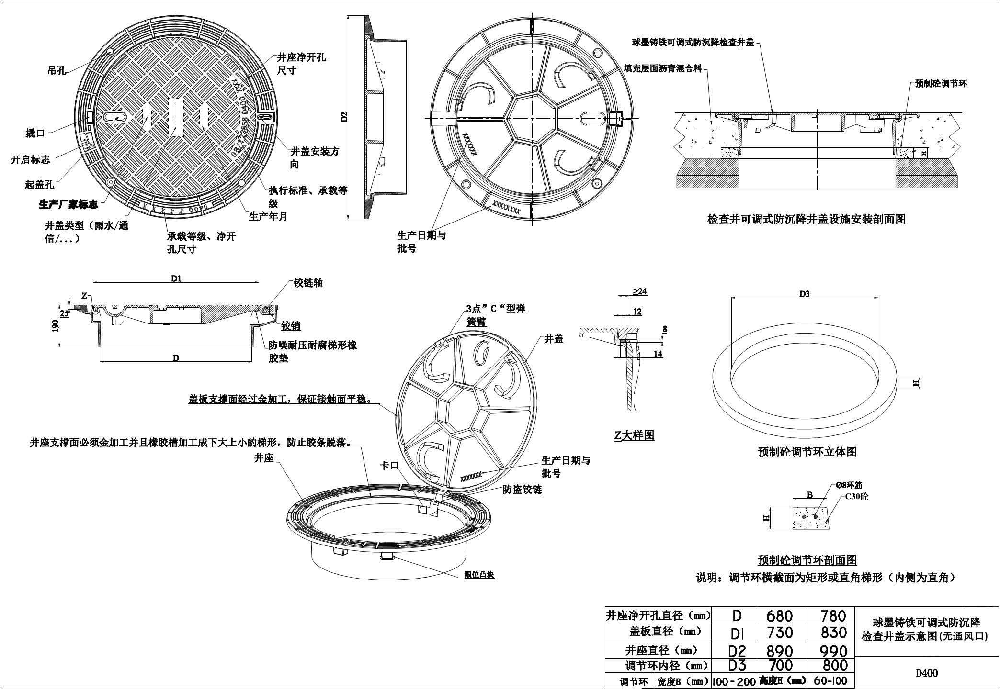 吊孔
撬口
开启标志
起盖孔
生产厂家标志
井盖类型（雨水/通
信/...）
井座净开孔
尺寸
井盖安装方
向
执行标准、承载等
级
生产年月
承载等级、净开
孔尺寸
XXX
GB/T23858 D400
D400 X X X X X
D2
XXXXXXX
XXXXXXXX
生产日期与
批号
球墨铸铁可调式防沉降检查井盖
填充层面沥青混合料
预制砼调节环
H
检查井可调式防沉降井盖设施安装剖面图
D1
Z
25
190
D
铰链轴
铰销
防噪耐压耐腐梯形橡
胶垫
3点”C“型弹
簧臂
井盖
盖板支撑面经过金加工，保证接触面平稳。
井座支撑面必须金加工并且橡胶槽加工成下大上小的梯形，防止胶条脱落。
井座
卡口
XXXXXXX
生产日期与
批号
防盗铰链
限位凸块
≥24
12
8
14
Z大样图
D3
H
预制砼调节环立体图
Ø8环筋
C30砼
B
H
预制砼调节环剖面图
说明：调节环横截面为矩形或直角梯形（内侧为直角）
井座净开孔直径（mm） D 680 780
盖板直径（mm） D1 730 830
井座直径（mm） D2 890 990
调节环内径（mm） D3 700 800
调节环 宽度B（mm） 100-200 高度H（mm） 60-100
球墨铸铁可调式防沉降
检查井盖示意图(无通风口)
D400